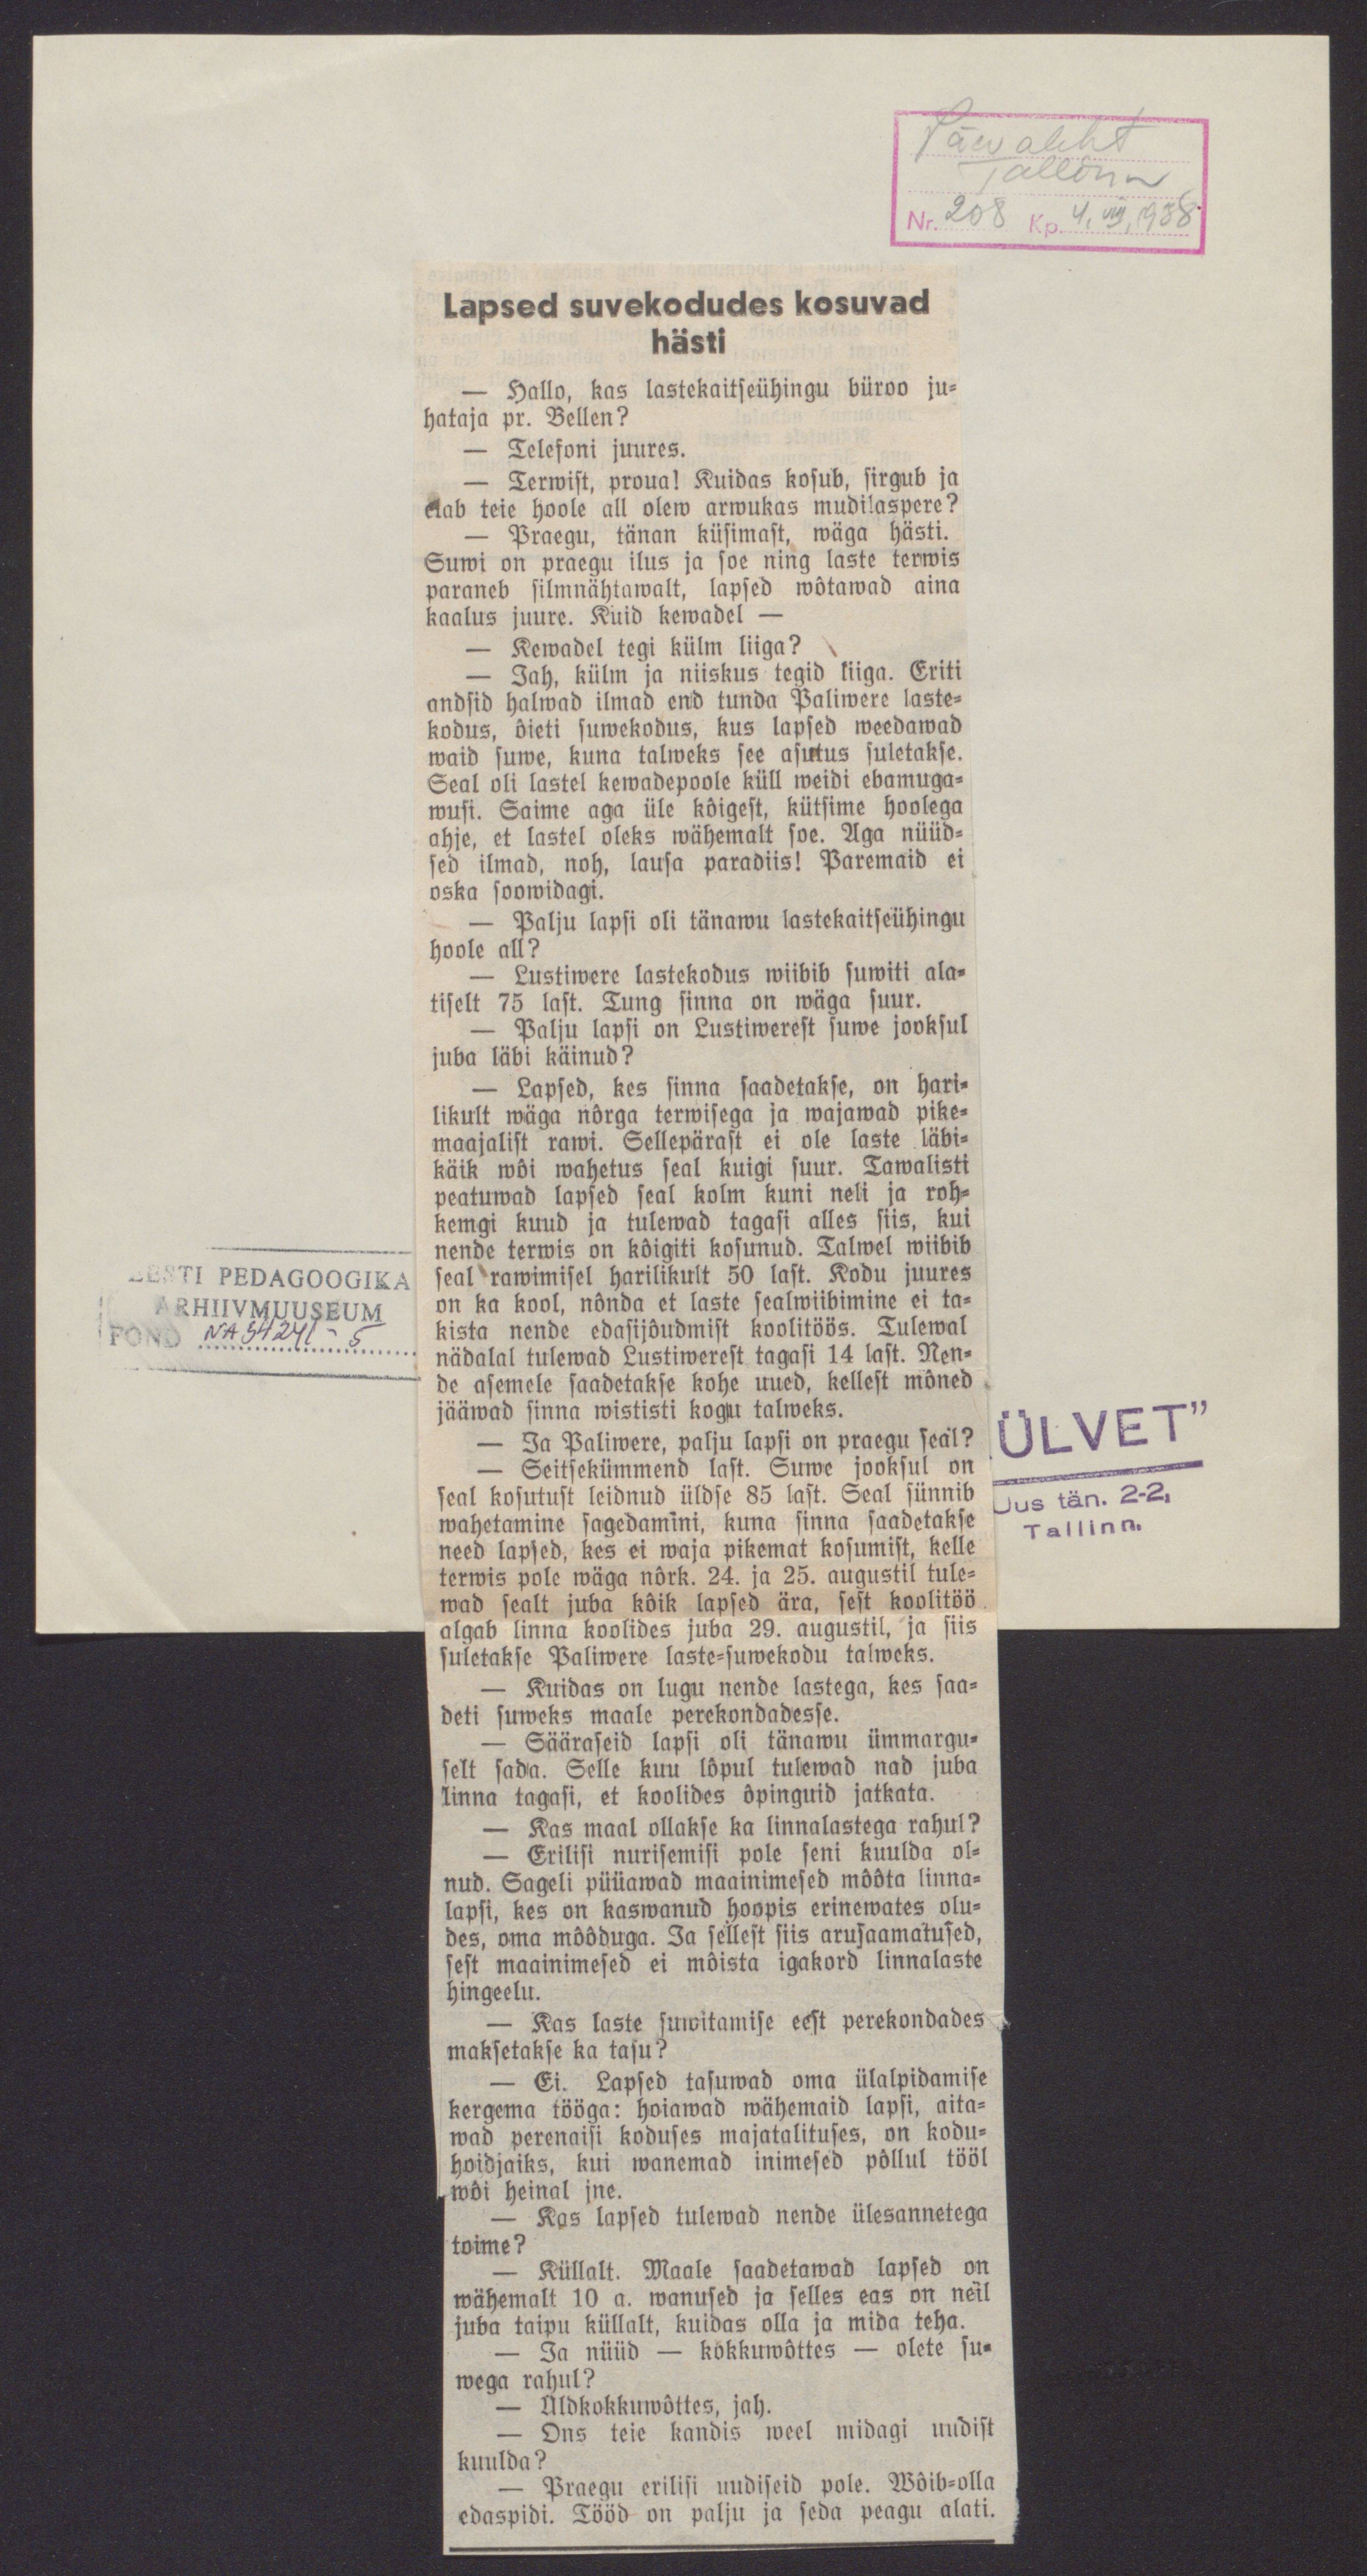 Päevaleht
Tallinn
Nr. 208 Kp. 4. VIII, 1938
Lapsed suvekodudes kosuvad
hästi
— Hallo, kas lastekaitseühingu büroo ju-
hataja pr. Bellen?
— Telefoni juures.
— Terwist, proua! Kuidas kosub, sirgub ja
elab teie hoole all olew arwukas mudilaspere?
— Praegu, tänan küsimast, wäga hästi.
Suwi on praegu ilus ja soe ning laste terwis
paraneb silmnähtawalt, lapsed wôtawad aina
kaalus juure. Kuid kewadel —
— Kewadel tegi külm liiga?
— Jah, külm ja niiskus tegid liiga. Eriti
andsid halwad ilmad end tunda Paliwere laste-
kodus, ôieti suwekodus, kus lapsed weedawad
waid suwe, kuna talweks see asutus suletakse.
Seal oli lastel kewadepoole küll weidi ebamuga-
wusi. Saime aga üle kôigest, kütsime hoolega
ahje, et lastel oleks wähemalt soe. Aga nüüd-
sed ilmad, noh, lausa paradiis! Paremaid ei
oska soowidagi.
— Palju lapsi oli tänawu lastekaitseühingu
hoole all?
— Lustiwere lastekodus wiibib suwiti ala-
tiselt 75 last. Tung sinna on wäga suur.
— Palju lapsi on Lustiwerest suwe jooksul
juba läbi käinud?
— Lapsed, kes sinna saadetakse, on hari-
likult wäga nôrga terwisega ja wajawad pike-
maajalist rawi. Sellepärast ei ole laste läbi-
käik wôi wahetus seal kuigi suur. Tawalisti
peatuwad lapsed seal kolm kuni neli ja roh-
kemgi kuud ja tulewad tagasi alles siis, kui
nende terwis on kôigiti kosunud. Talwel wiibib
seal rawimisel harilikult 50 last. Kodu juures
on ka kool, nônda et laste sealwiibimine ei ta-
kista nende edasijôudmist koolitöös. Tulewal
nädalal tulewad Lustiwerest tagasi 14 last. Nen-
de asemele saadetakse kohe uued, kellest môned
jääwad sinna wististi kogu talweks.
— Ja Paliwere, palju lapsi on praegu seal?
— Seitsekümmend last. Suwe jooksul on
seal kosutust leidnud üldse 85 last. Seal sünnib
wahetamine sagedamini, kuna sinna saadetakse
need lapsed, kes ei waja pikemat kosumist, kelle
terwis pole wäga nôrk. 24. ja 25. augustil tule-
wad sealt juba kôik lapsed ära, sest koolitöö
algab linna koolides juba 29. augustil, ja siis
suletakse Paliwere laste-suwekodu talweks.
— Kuidas on lugu nende lastega, kes saa-
deti suweks maale perekondadesse.
— Sääraseid lapsi oli tänawu ümmargu-
selt sada. Selle kuu lôpul tulewad nad juba
linna tagasi, et koolides ôpinguid jatkata.
— Kas maal ollakse ka linnalastega rahul?
— Erilisi nurisemisi pole seni kuulda ol-
nud. Sageli püüawad maainimesed môôta linna-
lapsi, kes on kaswanud hoopis erinewates olu-
des, oma môôduga. Ja sellest siis arusaamatused,
sest maainimesed ei môista igakord linnalaste
hingeelu.
— Kas laste suwitamise eest perekondades
maksetakse ka tasu?
— Ei. Lapsed tasuwad oma ülalpidamise
kergema tööga: hoiawad wähemaid lapsi, aita-
wad perenaisi koduses majatalituses, on kodu-
hoidjaiks, kui wanemad inimesed pôllul tööl
wôi heinal jne.
— Kas lapsed tulewad nende ülesannetega
toime?
— Küllalt. Maale saadetawad lapsed on
wähemalt 10 a. wanused ja selles eas on neil
juba taipu küllalt, kuidas olla ja mida teha.
— Ja nüüd — kokkuwôttes — olete su-
wega rahul?
— Üldkokkuwôttes, jah.
— Ons teie kandis weel midagi uudist
kuulda?
— Praegu erilisi uudiseid pole. Wôib-olla
edaspidi. Tööd on palju ja seda peagu alati.
EESTI PEDAGOOGIKA
ARHIIVMUUSEUM
FOND NA 54241-5
ÜLVET"
Uus tän. 2-2,
Tallinn.